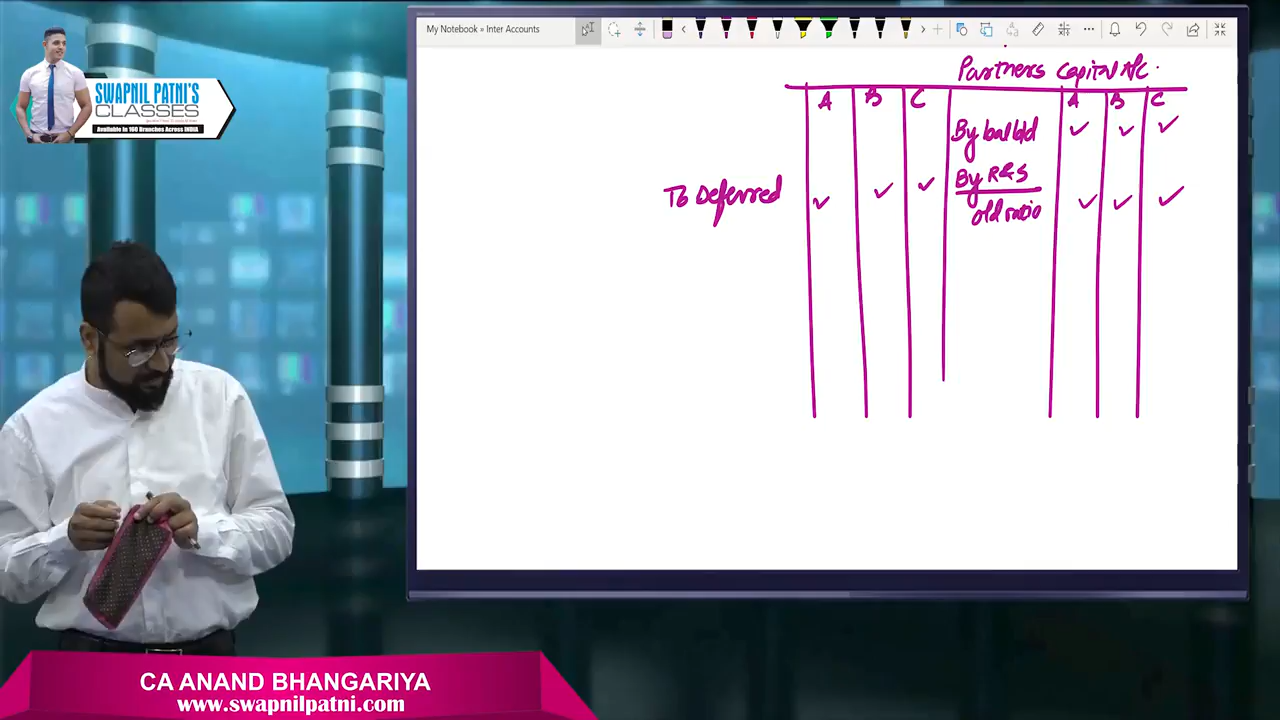 My Notebook » Inter Accounts
SWAPNIL PATNI'S
CLASSES
Available In 160 Branches Across INDIA
Partners Capital A/c.
A B C A B C
By bal b/d
By R&S
To Deferred
old ratio
CA ANAND BHANGARIYA
www.swapnilpatni.com